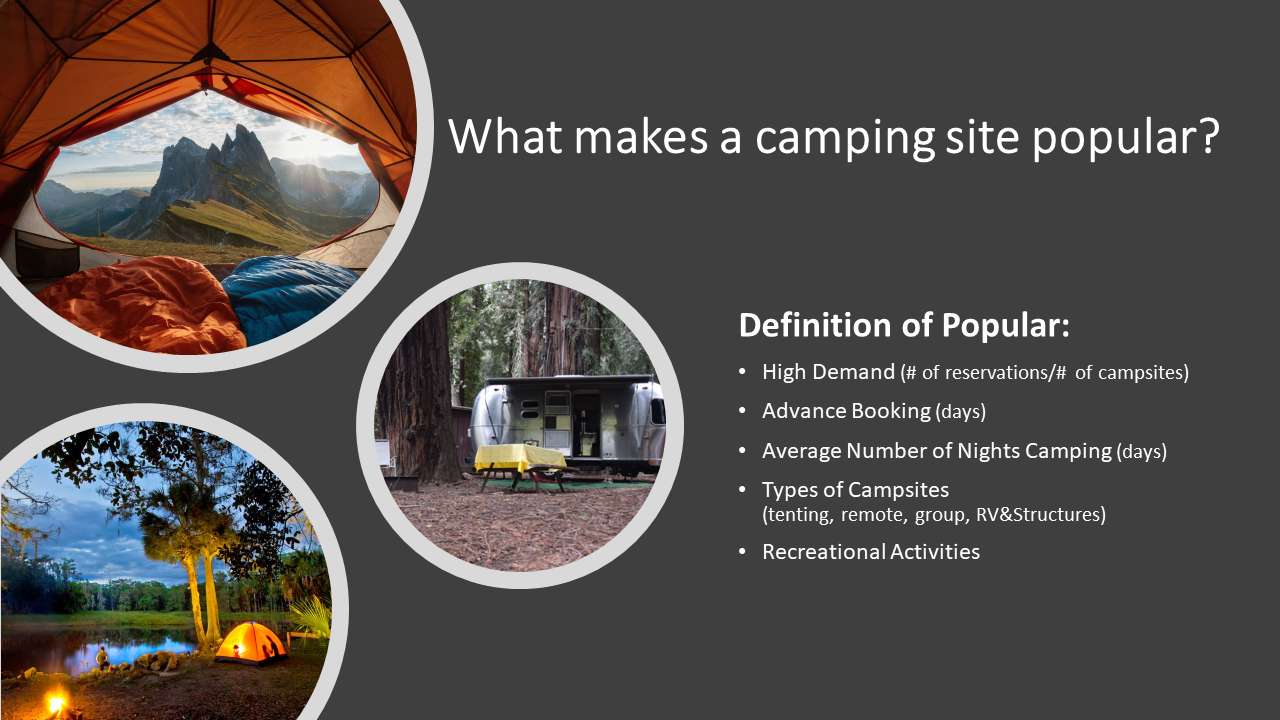 What makes a camping site popular?
Definition of Popular:
• High Demand (# of reservations/# of campsites)
• Advance Booking (days)
• Average Number of Nights Camping (days)
• Types of Campsites
(tenting, remote, group, RV&Structures)
• Recreational Activities